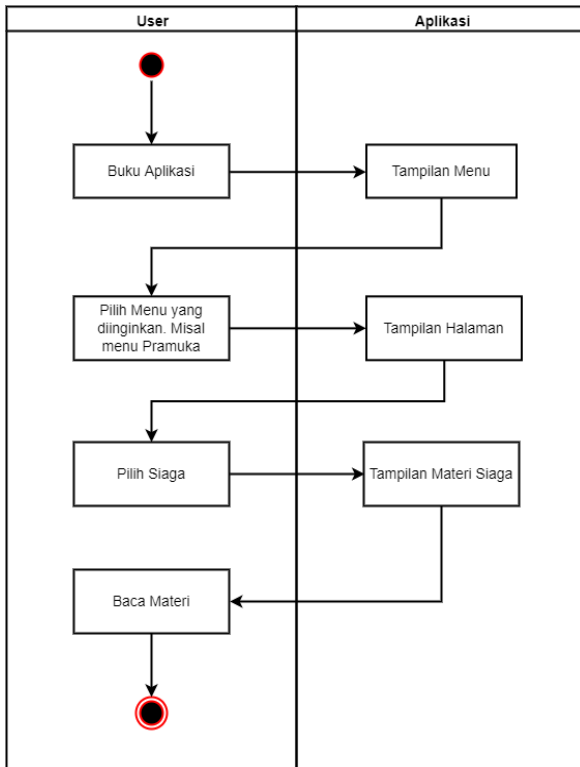 User
Aplikasi
Buku Aplikasi
Tampilan Menu
Pilih Menu yang
diinginkan. Misal
menu Pramuka
Tampilan Halaman
Pilih Siaga
Tampilan Materi Siaga
Baca Materi